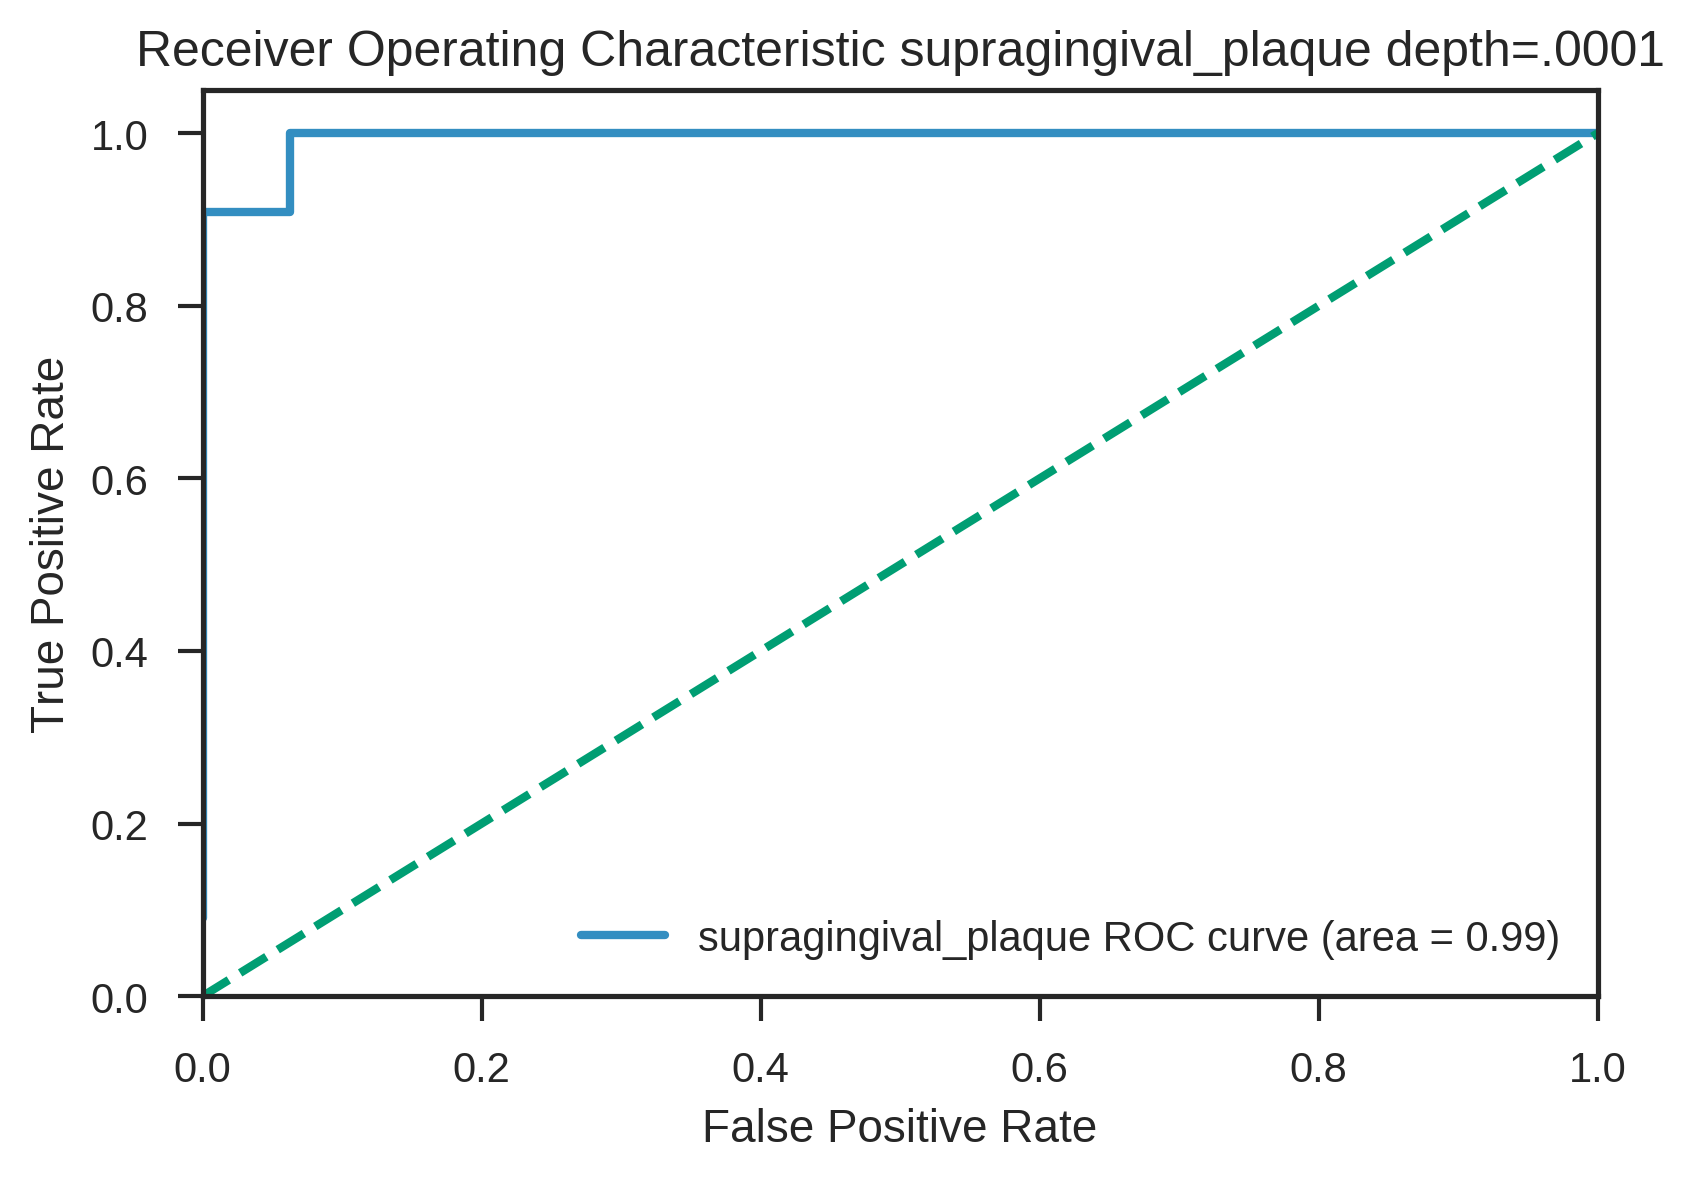 Receiver Operating Characteristic supragingival_plaque depth=.0001
True Positive Rate
1.0
0.8
0.6
0.4
0.2
0.0
supragingival_plaque ROC curve (area = 0.99)
0.0 0.2 0.4 0.6 0.8 1.0
False Positive Rate